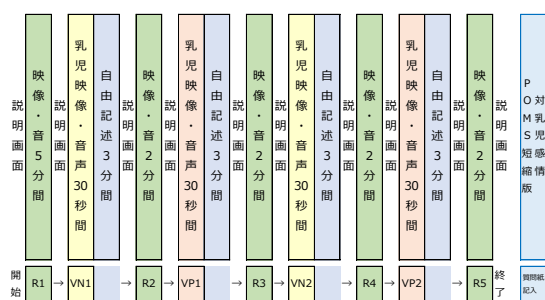 説明画面
映像・音5分間
説明画面
乳児映像・音声30秒間
自由記述3分間
説明画面
映像・音2分間
説明画面
乳児映像・音声30秒間
自由記述3分間
説明画面
映像・音2分間
説明画面
乳児映像・音声30秒間
自由記述3分間
説明画面
映像・音2分間
説明画面
乳児映像・音声30秒間
自由記述3分間
説明画面
映像・音2分間
説明画面
対乳児感情
POMS短縮版
開始
R1
→
VN1
→
R2
→
VP1
→
R3
→
VN2
→
R4
→
VP2
→
R5
終了
質問紙
記入